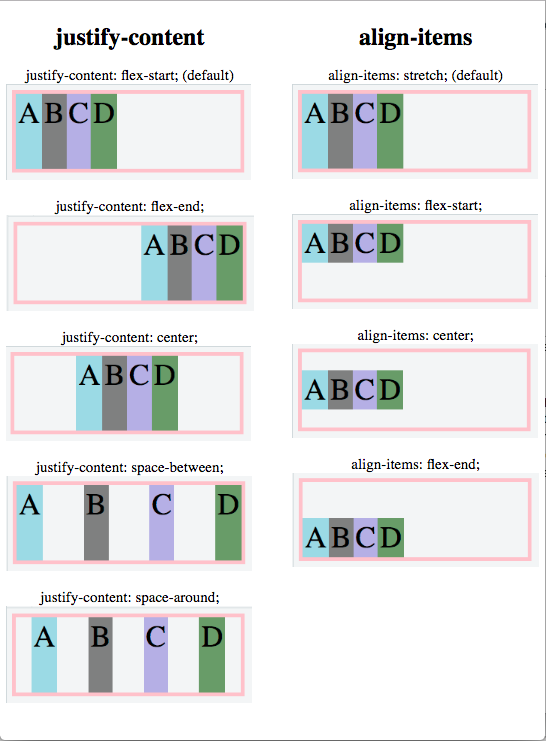 justify-content
justify-content: flex-start; (default)
A B C D
justify-content: flex-end;
A B C D
justify-content: center;
A B C D
justify-content: space-between;
A B C D
justify-content: space-around;
A B C D
align-items
align-items: stretch; (default)
A B C D
align-items: flex-start;
A B C D
align-items: center;
A B C D
align-items: flex-end;
A B C D